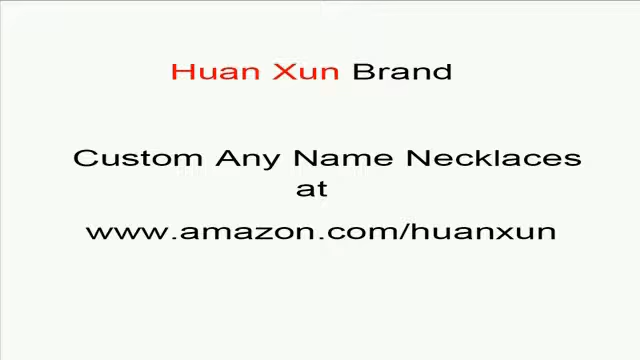 Huan Xun Brand
Custom Any Name Necklaces
at
www.amazon.com/huanxun